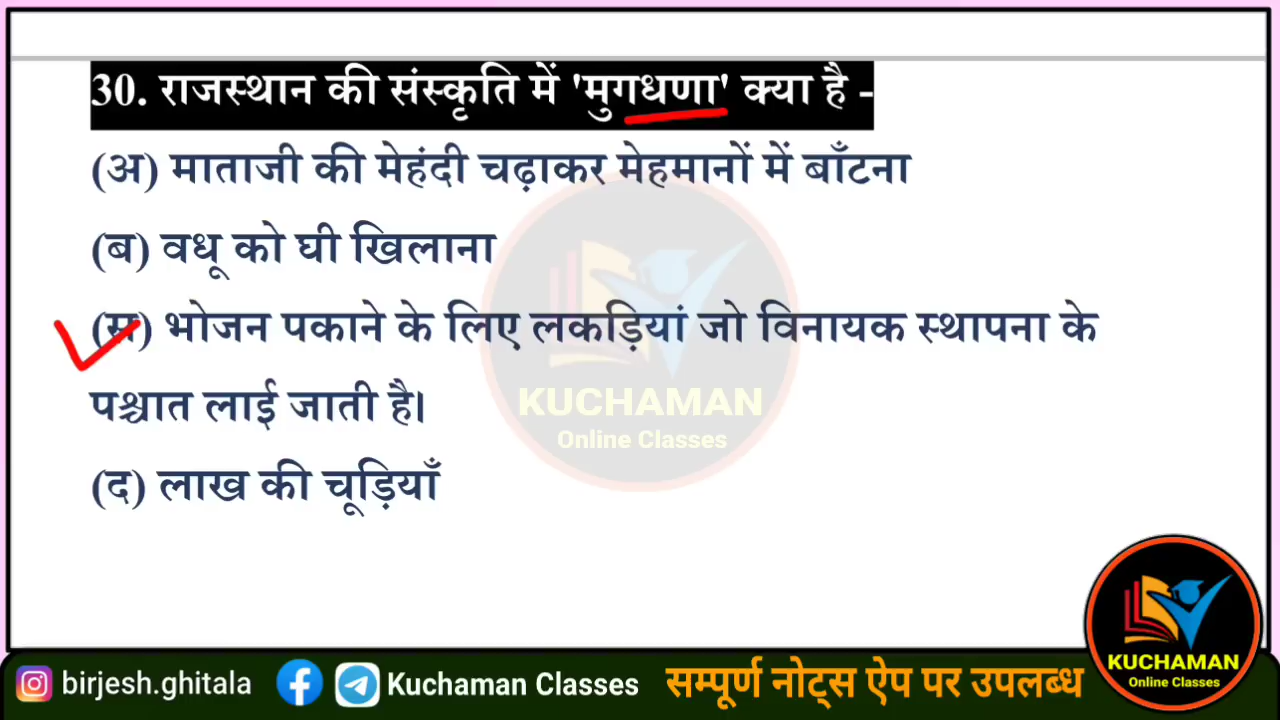 30. राजस्थान की संस्कृति में 'मुगधणा' क्या है -
(अ) माताजी की मेहंदी चढ़ाकर मेहमानों में बाँटना
(ब) वधू को घी खिलाना
(स) भोजन पकाने के लिए लकड़ियां जो विनायक स्थापना के
पश्चात लाई जाती है।
(द) लाख की चूड़ियाँ
KUCHAMAN
Online Classes
KUCHAMAN
Online Classes
birjesh.ghitala
Kuchaman Classes
सम्पूर्ण नोट्स ऐप पर उपलब्ध